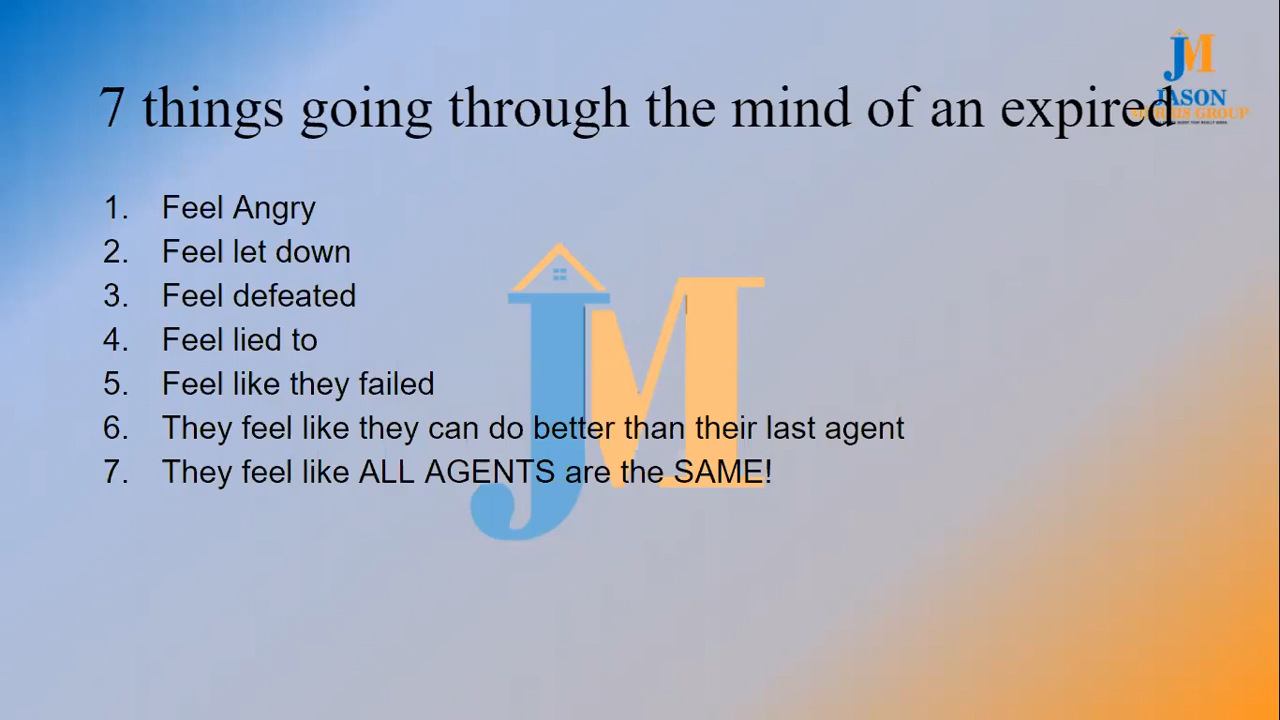 7 things going through the mind of an expired
JM
JASON
GROUP
1. Feel Angry
2. Feel let down
3. Feel defeated
4. Feel lied to
5. Feel like they failed
6. They feel like they can do better than their last agent
7. They feel like ALL AGENTS are the SAME!
JM